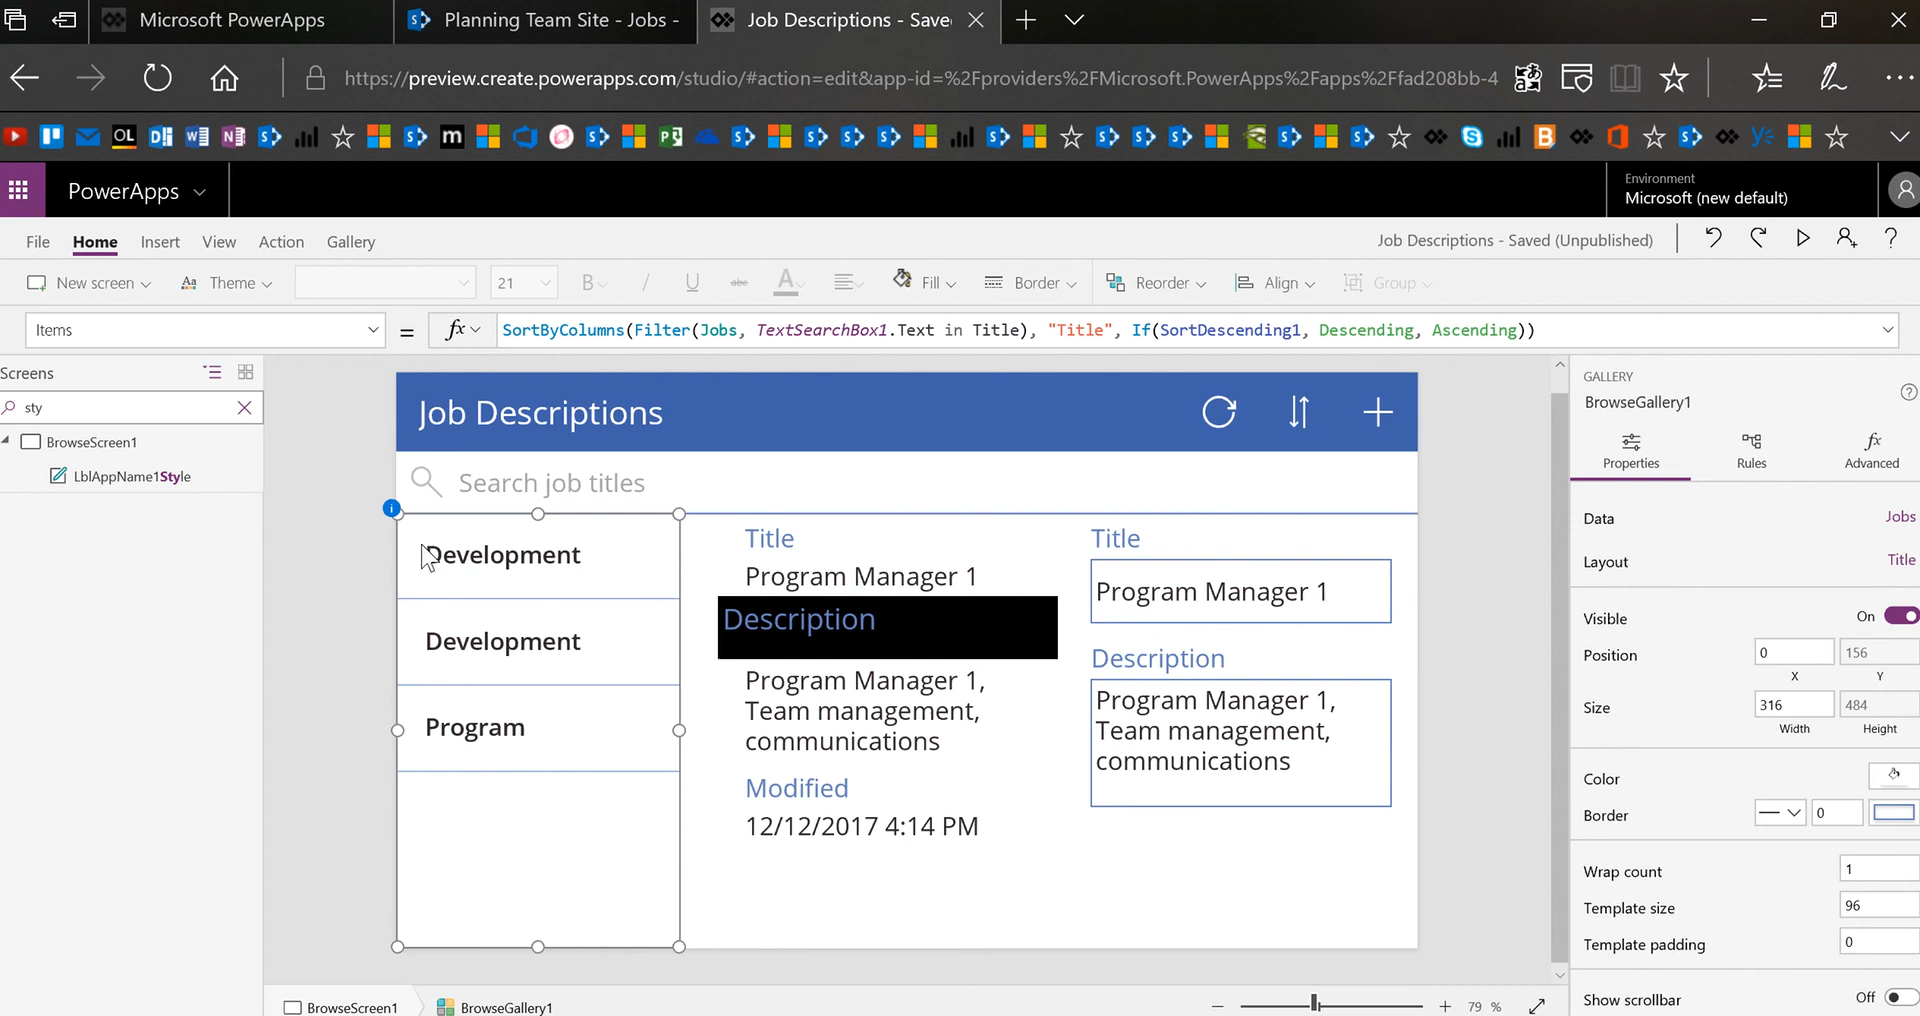 Microsoft PowerApps
Planning Team Site - Jobs -
Job Descriptions - Save
https://preview.create.powerapps.com/studio/#action=edit&app-id=%2Fproviders%2FMicrosoft.PowerApps%2Fapps%2Ffad208bb-4
PowerApps
Environment
Microsoft (new default)
File Home Insert View Action Gallery
Job Descriptions - Saved (Unpublished)
New screen
Theme
21
B
I
U
abc
A
Fill
Border
Reorder
Align
Group
Items
=
fx
SortByColumns(Filter(Jobs, TextSearchBox1.Text in Title), "Title", If(SortDescending1, Descending, Ascending))
Screens
sty
BrowseScreen1
LblAppName1Style
Job Descriptions
Search job titles
Development
Development
Program
Title
Program Manager 1
Description
Program Manager 1,
Team management,
communications
Modified
12/12/2017 4:14 PM
Title
Program Manager 1
Description
Program Manager 1,
Team management,
communications
GALLERY
BrowseGallery1
Properties
Rules
fx
Advanced
Data Jobs
Layout Title
Visible On
Position 0 156
X Y
Size 316 484
Width Height
Color
Border 0
Wrap count 1
Template size 96
Template padding 0
Show scrollbar Off
BrowseScreen1
BrowseGallery1
79 %